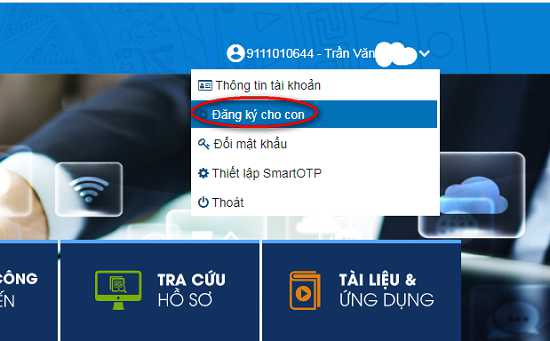 9111010644 - Trần Văn
Thông tin tài khoản
Đăng ký cho con
Đổi mật khẩu
Thiết lập SmartOTP
Thoát
CÔNG
ẾN
TRA CỨU
HỒ SƠ
TÀI LIỆU &
ỨNG DỤNG